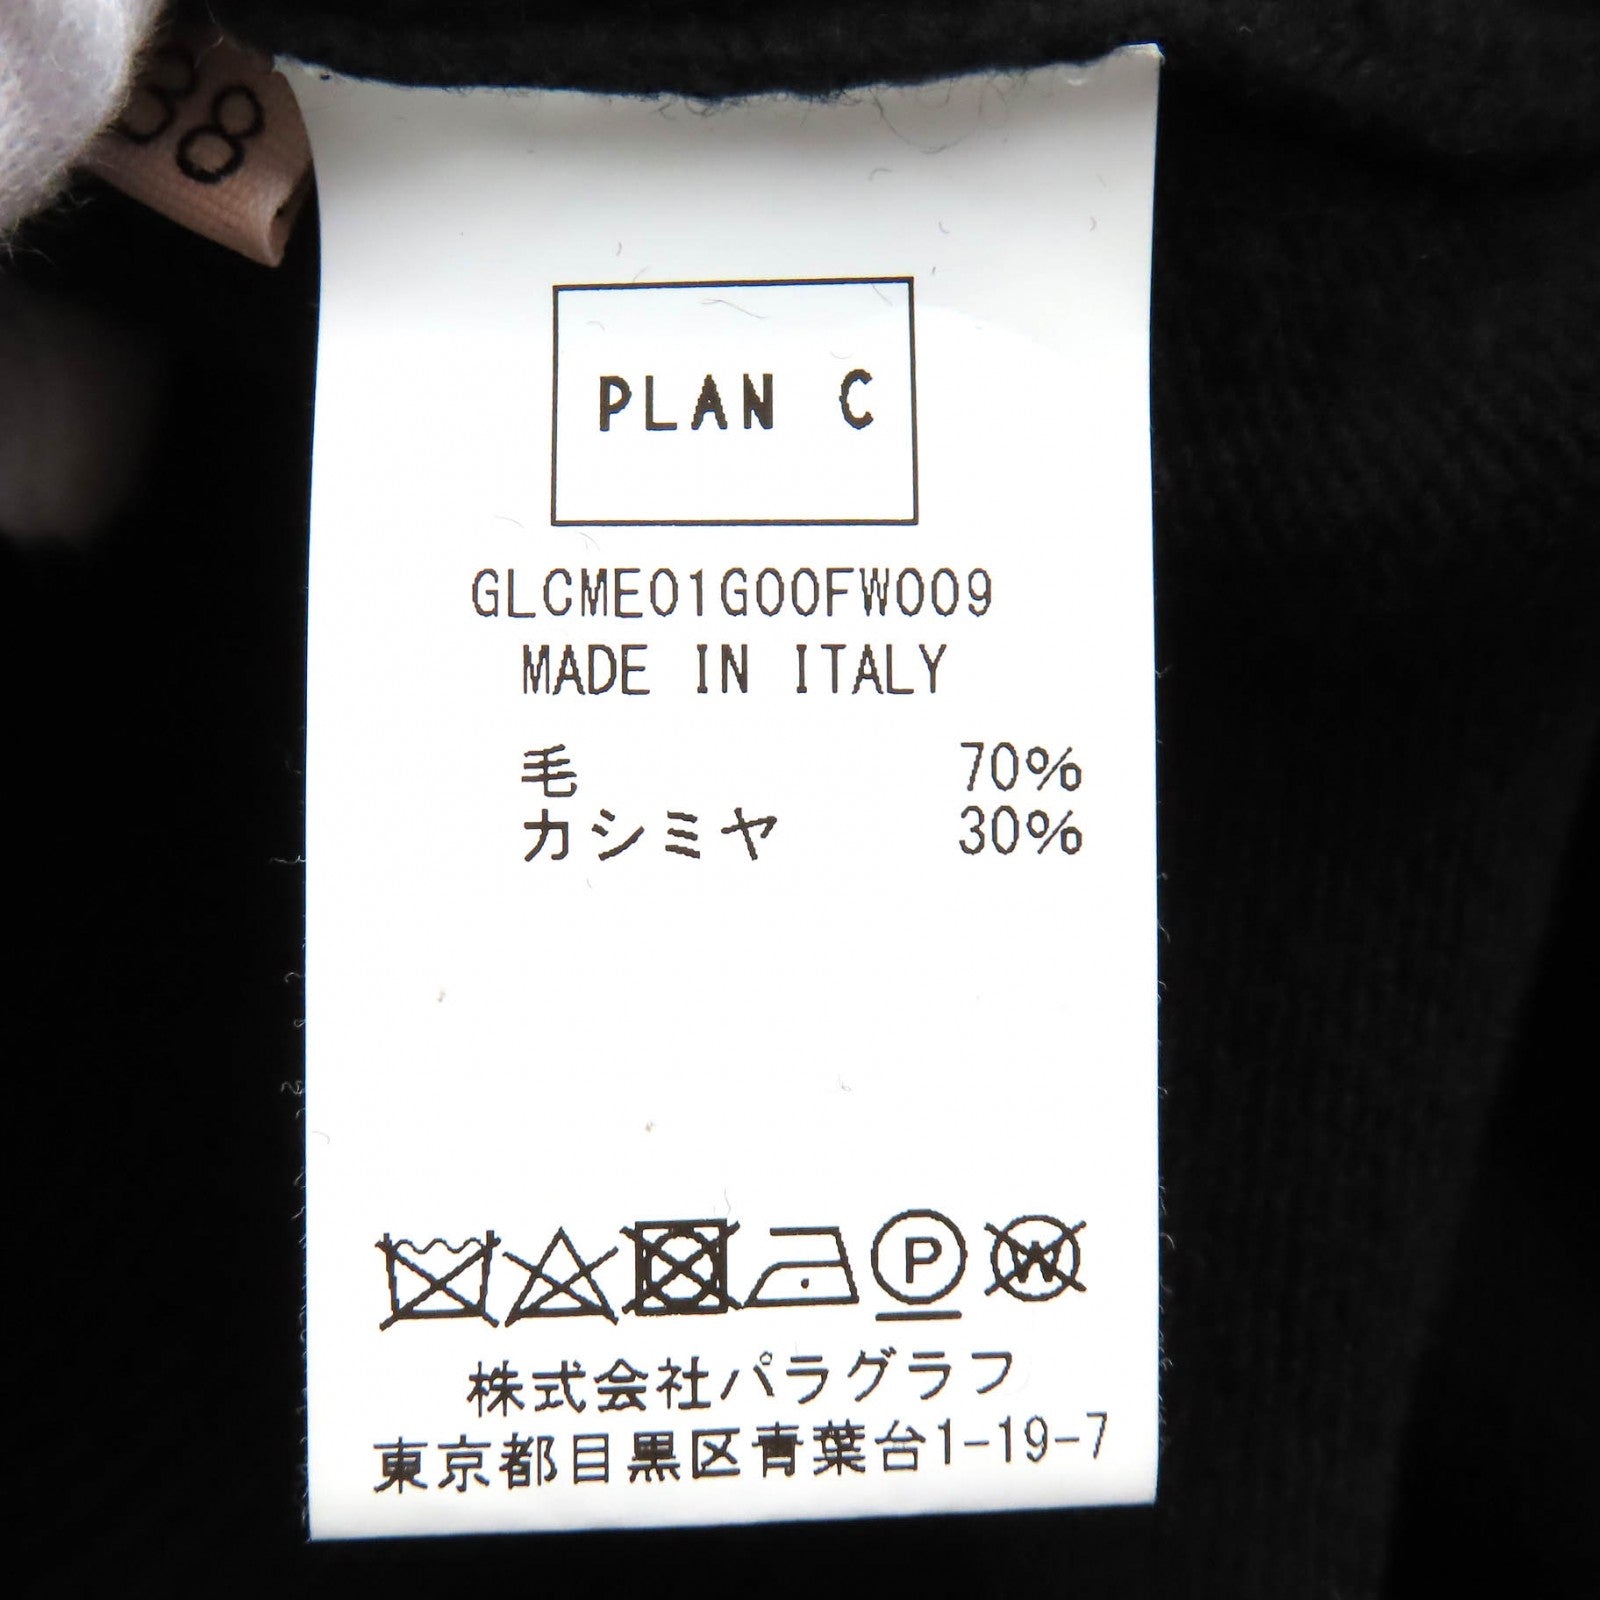 38
PLAN C
GLCME01G00FW009
MADE IN ITALY
毛 70%
カシミヤ 30%
P W
株式会社パラグラフ
東京都目黒区青葉台1-19-7